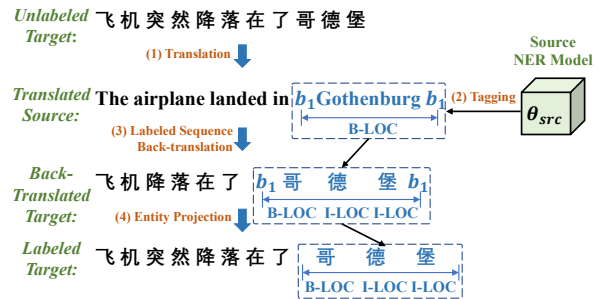 Unlabeled Target: 飞 机 突 然 降 落 在 了 哥 德 堡
(1) Translation
Source NER Model
Translated Source: The airplane landed in b1 Gothenburg b1
(2) Tagging
θsrc
B-LOC
(3) Labeled Sequence Back-translation
Back-Translated Target: 飞 机 降 落 在 了 b1 哥 德 堡 b1
B-LOC I-LOC I-LOC
(4) Entity Projection
Labeled Target: 飞 机 突 然 降 落 在 了 哥 德 堡
B-LOC I-LOC I-LOC